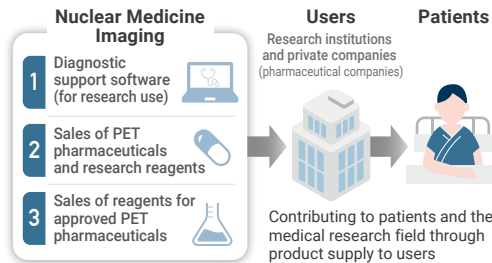 Nuclear Medicine
Imaging
1
Diagnostic
support software
(for research use)
2
Sales of PET
pharmaceuticals
and research reagents
3
Sales of reagents for
approved PET
pharmaceuticals
Users
Research institutions
and private companies
(pharmaceutical companies)
Patients
Contributing to patients and the
medical research field through
product supply to users